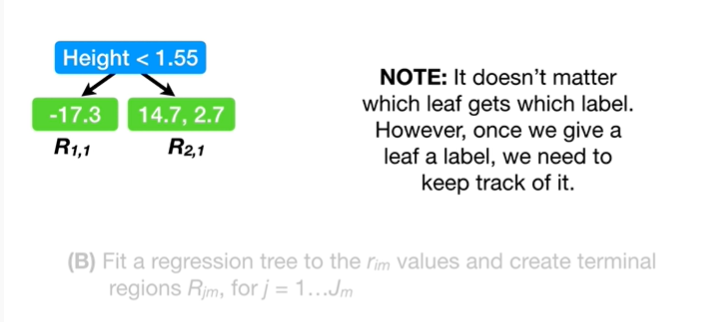 Height < 1.55
-17.3
14.7, 2.7
R1,1
R2,1
NOTE: It doesn’t matter
which leaf gets which label.
However, once we give a
leaf a label, we need to
keep track of it.
(B) Fit a regression tree to the rim values and create terminal
regions Rjm, for j = 1…Jm